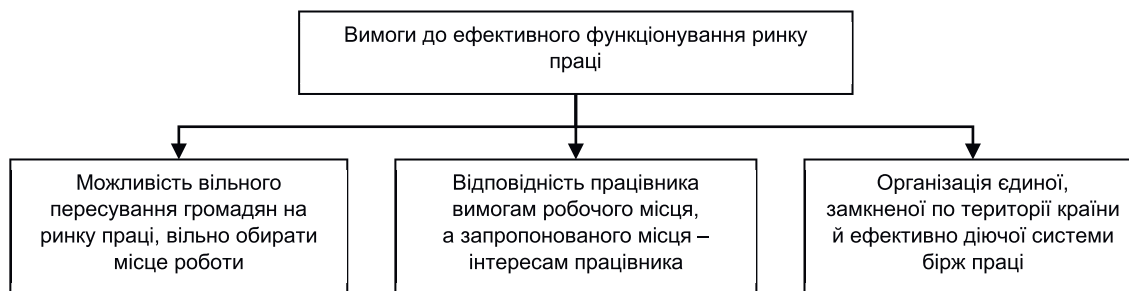 Вимоги до ефективного функціонування ринку
праці
Можливість вільного
пересування громадян на
ринку праці, вільно обирати
місце роботи
Відповідність працівника
вимогам робочого місця,
а запропонованого місця –
інтересам працівника
Організація єдиної,
замкненої по території країни
й ефективно діючої системи
бірж праці